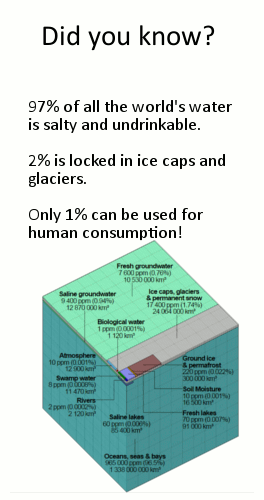 Did you know?
97% of all the world's water
is salty and undrinkable.
2% is locked in ice caps and
glaciers.
Only 1% can be used for
human consumption!
Fresh groundwater
7 600 ppm (0.76%)
10 530 000 km³
Saline groundwater
9 400 ppm (0.94%)
12 870 000 km³
Ice caps, glaciers
& permanent snow
17 400 ppm (1.74%)
24 064 000 km³
Biological water
1 ppm (0.0001%)
1 120 km³
Atmosphere
10 ppm (0.001%)
12 900 km³
Ground ice
& permafrost
220 ppm (0.022%)
300 000 km³
Swamp water
8 ppm (0.0008%)
11 470 km³
Soil Moisture
10 ppm (0.001%)
16 500 km³
Rivers
2 ppm (0.0002%)
2 120 km³
Saline lakes
60 ppm (0.006%)
85 400 km³
Fresh lakes
70 ppm (0.007%)
91 000 km³
Oceans, seas & bays
965 000 ppm (96.5%)
1 338 000 000 km³